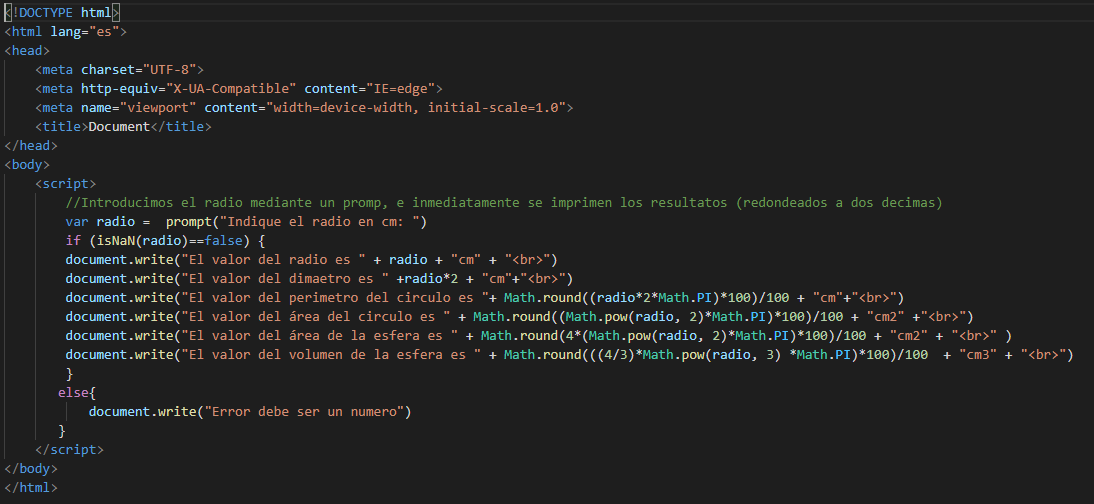 <!DOCTYPE html>
<html lang="es">
<head>
    <meta charset="UTF-8">
    <meta http-equiv="X-UA-Compatible" content="IE=edge">
    <meta name="viewport" content="width=device-width, initial-scale=1.0">
    <title>Document</title>
</head>
<body>
    <script>
        //Introducimos el radio mediante un promp, e inmediatamente se imprimen los resultatos (redondeados a dos decimas)
        var radio =  prompt("Indique el radio en cm: ")
        if (isNaN(radio)==false) {
        document.write("El valor del radio es " + radio + "cm" + "<br>")
        document.write("El valor del dimaetro es " +radio*2 + "cm"+"<br>")
        document.write("El valor del perimetro del circulo es "+ Math.round((radio*2*Math.PI)*100)/100 + "cm"+"<br>")
        document.write("El valor del área del circulo es " + Math.round((Math.pow(radio, 2)*Math.PI)*100)/100 + "cm2" +"<br>")
        document.write("El valor del área de la esfera es  " + Math.round(4*(Math.pow(radio, 2)*Math.PI)*100)/100 + "cm2" + "<br>" )
        document.write("El valor del volumen de la esfera es " + Math.round(((4/3)*Math.pow(radio, 3) *Math.PI)*100)/100  + "cm3" + "<br>")
        }
       else{
           document.write("Error debe ser un numero")
       }
    </script>
</body>
</html>